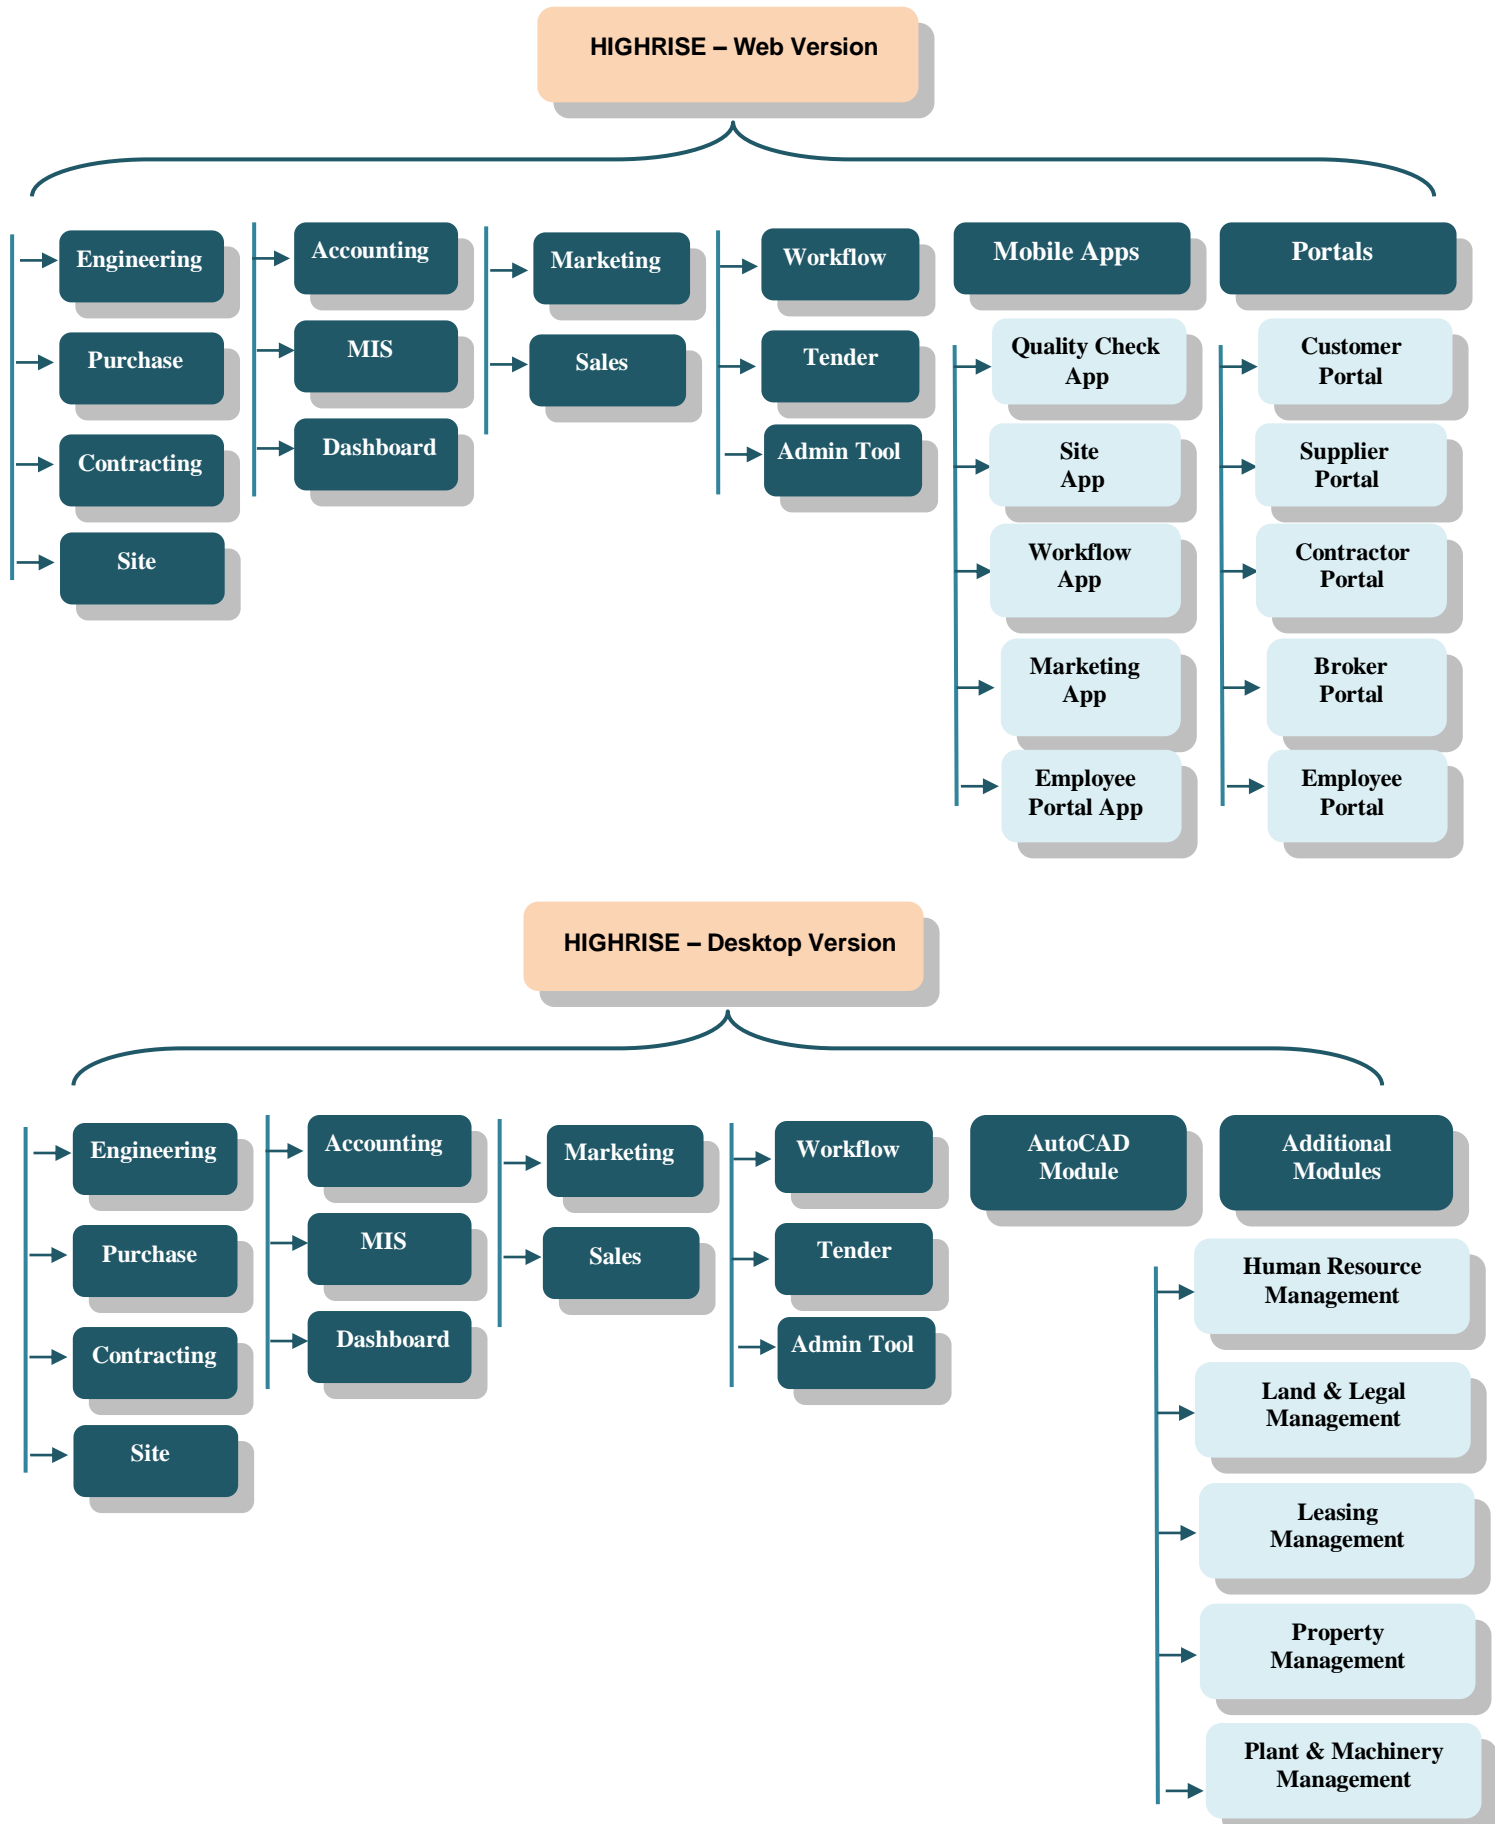 HIGHRISE – Web Version
Engineering
Purchase
Contracting
Site
Accounting
MIS
Dashboard
Marketing
Sales
Workflow
Tender
Admin Tool
Mobile Apps
Quality Check
App
Site
App
Workflow
App
Marketing
App
Employee
Portal App
Portals
Customer
Portal
Supplier
Portal
Contractor
Portal
Broker
Portal
Employee
Portal
HIGHRISE – Desktop Version
Engineering
Purchase
Contracting
Site
Accounting
MIS
Dashboard
Marketing
Sales
Workflow
Tender
Admin Tool
AutoCAD
Module
Additional
Modules
Human Resource
Management
Land & Legal
Management
Leasing
Management
Property
Management
Plant & Machinery
Management